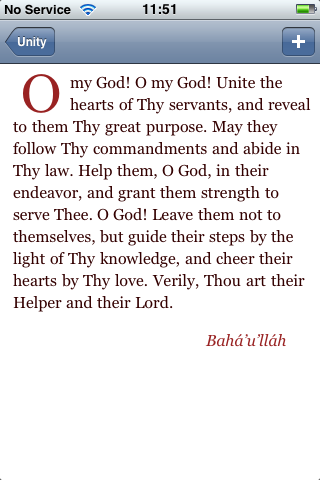 No Service 11:51
Unity +
O my God! O my God! Unite the
hearts of Thy servants, and reveal
to them Thy great purpose. May they
follow Thy commandments and abide in
Thy law. Help them, O God, in their
endeavor, and grant them strength to
serve Thee. O God! Leave them not to
themselves, but guide their steps by the
light of Thy knowledge, and cheer their
hearts by Thy love. Verily, Thou art their
Helper and their Lord.
Bahá’u’lláh